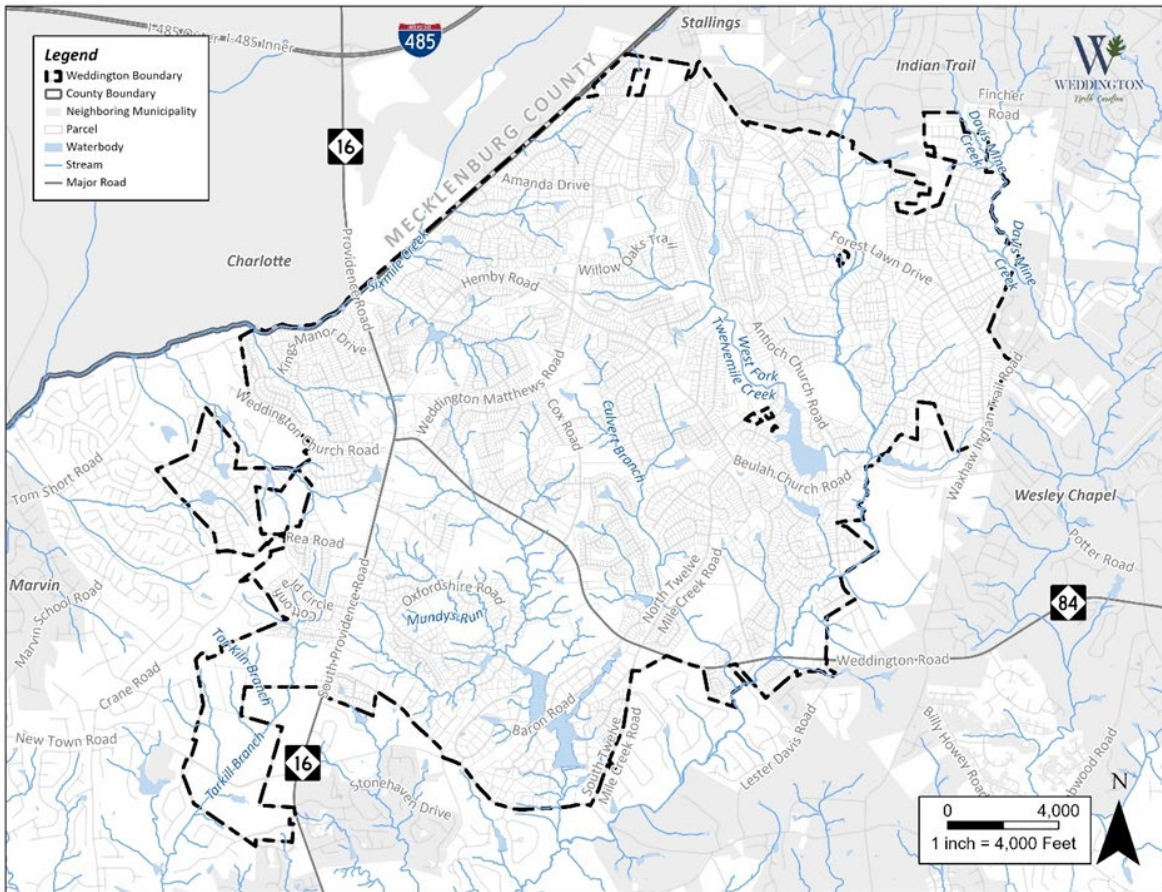 Legend
Weddington Boundary
County Boundary
Neighboring Municipality
Parcel
Waterbody
Stream
Major Road
I-485 Inner
INTERSTATE
485
Stallings
Indian Trail
W
WEDDINGTON
North Carolina
Fincher
Road
Davis Mine
Creek
16
MECKLENBURG COUNTY
Amanda Drive
Providence Road
Sixmile Creek
Charlotte
Willow Oaks Trail
Hemby Road
Forest Lawn Drive
Davis Mine
Creek
Kings Manor Drive
West Fork
Twelvemile Creek
Antioch Church Road
Weddington Matthews Road
Cox Road
Culvert Branch
Weddington Church Road
Waxhaw Indian Trail Road
Tom Short Road
Beulah Church Road
Wesley Chapel
Rea Road
Potter Road
Marvin
Marvin School Road
Oxfordshire Road
Mundys Run
North Twelve
Mile Creek Road
84
Circle
South Providence Road
Weddington Road
Crane Road
Tar Kiln Branch
Baron Road
New Town Road
Tarkill Branch
16
South Twelve
Mile Creek Road
Lester Davis Road
Billy Howey Road
Stonehaven Drive
N
0 4,000
1 inch = 4,000 Feet